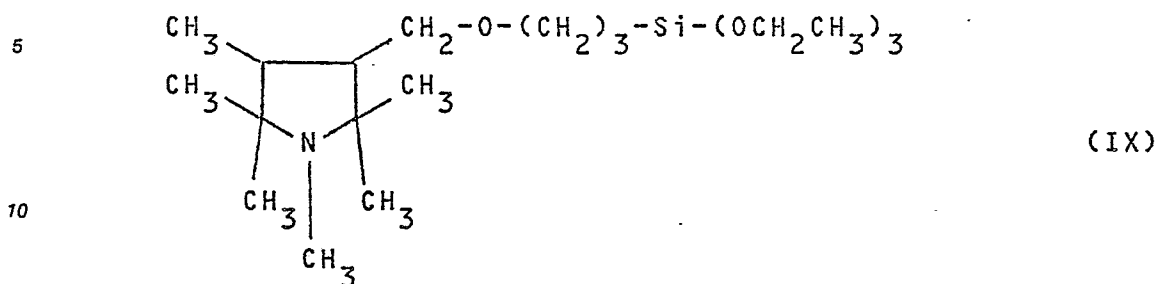 5 CH3 CH2-O-(CH2)3-Si-(OCH2CH3)3
CH3 CH3
N (IX)
CH3 CH3
10
CH3